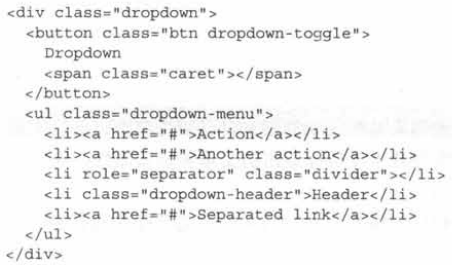 <div class="dropdown">
  <button class="btn dropdown-toggle">
    Dropdown
    <span class="caret"></span>
  </button>
  <ul class="dropdown-menu">
    <li><a href="#">Action</a></li>
    <li><a href="#">Another action</a></li>
    <li role="separator" class="divider"></li>
    <li class="dropdown-header">Header</li>
    <li><a href="#">Separated link</a></li>
  </ul>
</div>